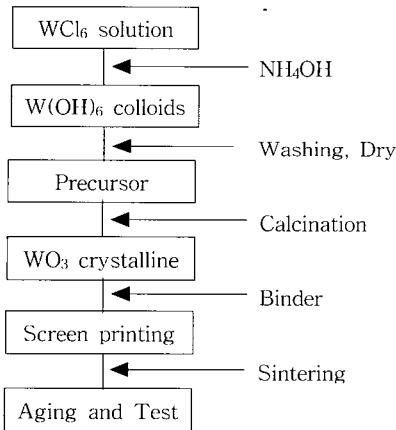 WCl₆ solution
NH₄OH
W(OH)₆ colloids
Washing, Dry
Precursor
Calcination
WO₃ crystalline
Binder
Screen printing
Sintering
Aging and Test